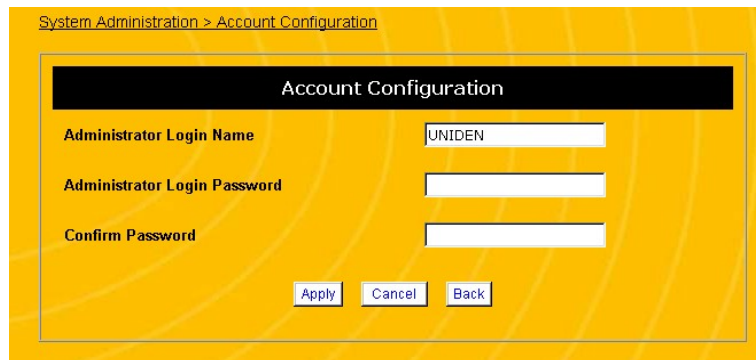 System Administration > Account Configuration
Account Configuration
Administrator Login Name UNIDEN
Administrator Login Password
Confirm Password
Apply Cancel Back